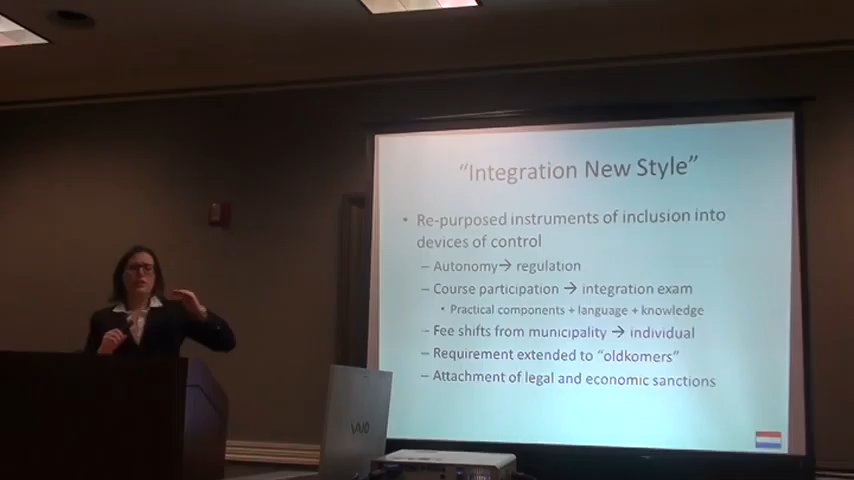 “Integration New Style”
• Re-purposed instruments of inclusion into
devices of control
– Autonomy→ regulation
– Course participation → integration exam
• Practical components + language + knowledge
– Fee shifts from municipality → individual
– Requirement extended to “oldkomers”
– Attachment of legal and economic sanctions
VAIO